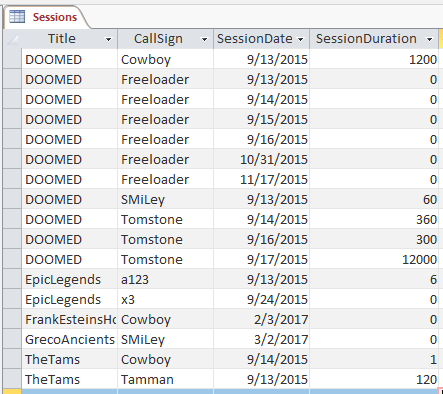 Sessions
Title CallSign SessionDate SessionDuration
DOOMED Cowboy 9/13/2015 1200
DOOMED Freeloader 9/13/2015 0
DOOMED Freeloader 9/14/2015 0
DOOMED Freeloader 9/15/2015 0
DOOMED Freeloader 9/16/2015 0
DOOMED Freeloader 10/31/2015 0
DOOMED Freeloader 11/17/2015 0
DOOMED SMiLey 9/13/2015 60
DOOMED Tomstone 9/14/2015 360
DOOMED Tomstone 9/16/2015 300
DOOMED Tomstone 9/17/2015 12000
EpicLegends a123 9/13/2015 6
EpicLegends x3 9/24/2015 0
FrankEsteinsHo Cowboy 2/3/2017 0
GrecoAncients SMiLey 3/2/2017 0
TheTams Cowboy 9/14/2015 1
TheTams Tamman 9/13/2015 120